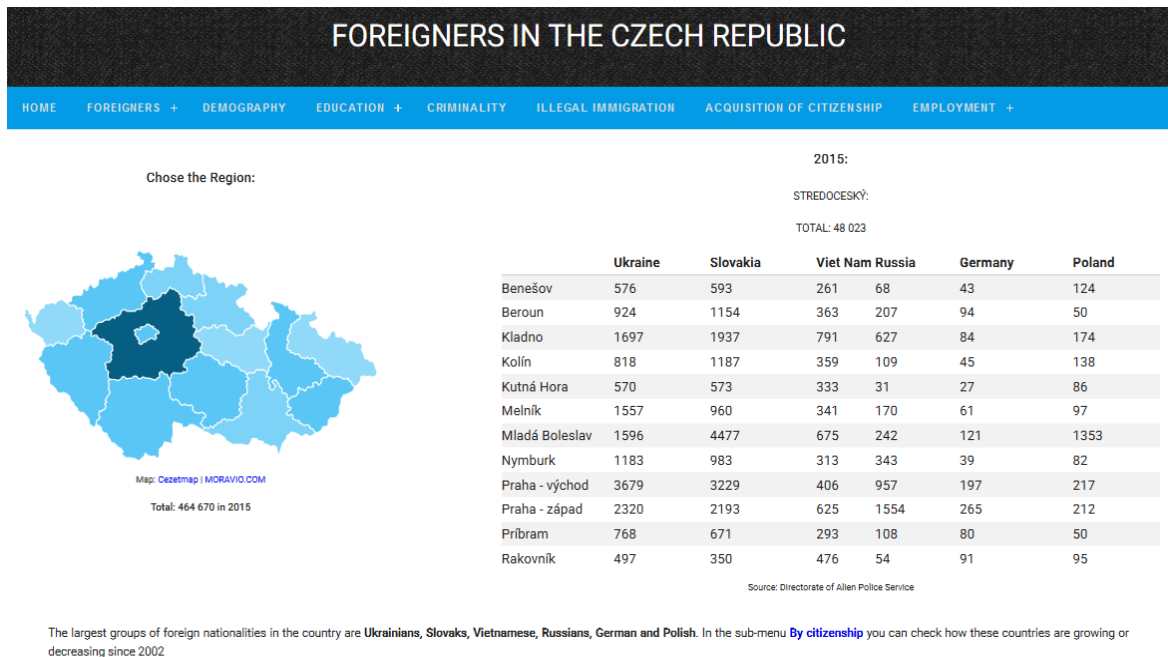 FOREIGNERS IN THE CZECH REPUBLIC
HOME FOREIGNERS + DEMOGRAPHY EDUCATION + CRIMINALITY ILLEGAL IMMIGRATION ACQUISITION OF CITIZENSHIP EMPLOYMENT +
Chose the Region:
Map: Cezetmap | MORAVIO.COM
Total: 464 670 in 2015
2015:
STREDOCESKÝ:
TOTAL: 48 023
Ukraine Slovakia Viet Nam Russia Germany Poland
Benešov 576 593 261 68 43 124
Beroun 924 1154 363 207 94 50
Kladno 1697 1937 791 627 84 174
Kolín 818 1187 359 109 45 138
Kutná Hora 570 573 333 31 27 86
Melník 1557 960 341 170 61 97
Mladá Boleslav 1596 4477 675 242 121 1353
Nymburk 1183 983 313 343 39 82
Praha - východ 3679 3229 406 957 197 217
Praha - západ 2320 2193 625 1554 265 212
Príbram 768 671 293 108 80 50
Rakovník 497 350 476 54 91 95
Source: Directorate of Alien Police Service
The largest groups of foreign nationalities in the country are Ukrainians, Slovaks, Vietnamese, Russians, German and Polish. In the sub-menu By citizenship you can check how these countries are growing or
decreasing since 2002